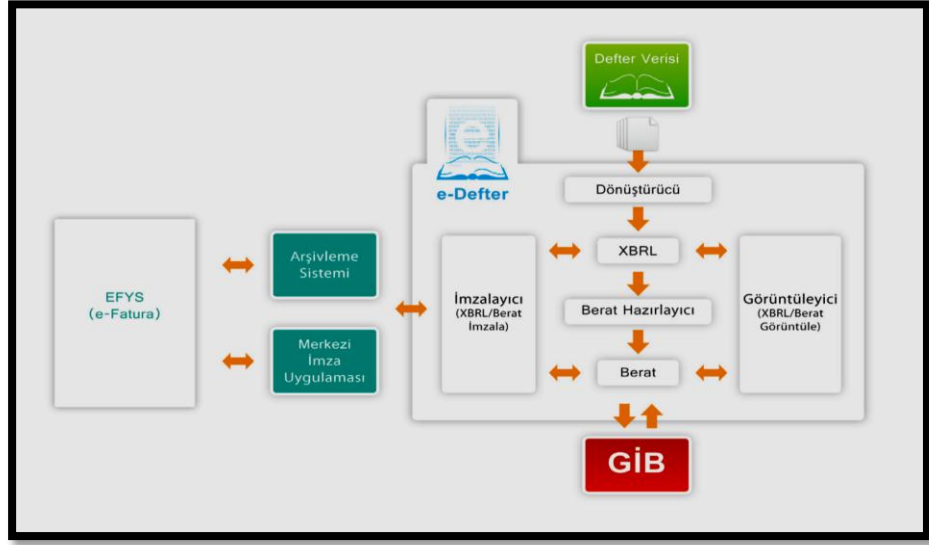 Defter Verisi
e-Defter
Dönüştürücü
EFYS
(e-Fatura)
Arşivleme
Sistemi
Merkezi
İmza
Uygulaması
İmzalayıcı
(XBRL/Berat
İmzala)
XBRL
Berat Hazırlayıcı
Berat
Görüntüleyici
(XBRL/Berat
Görüntüle)
GİB